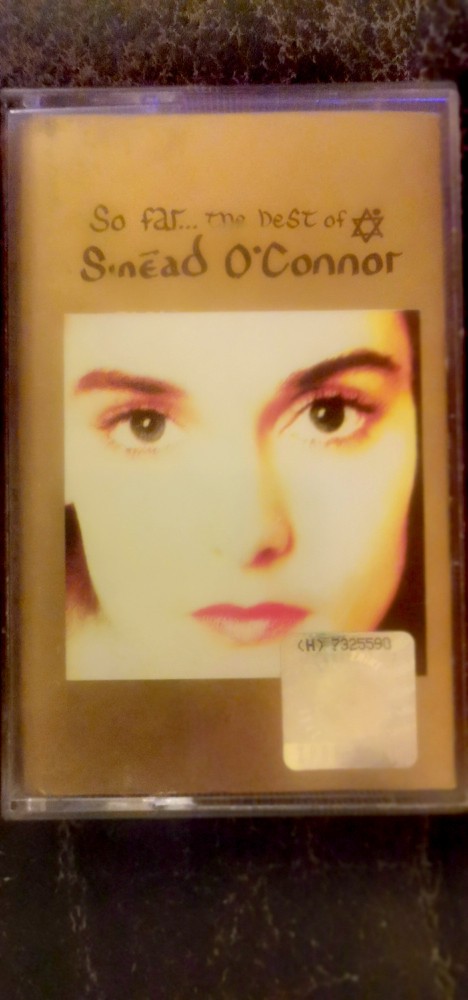 So far... the best of
Sinéad O'Connor
(H) 7325590